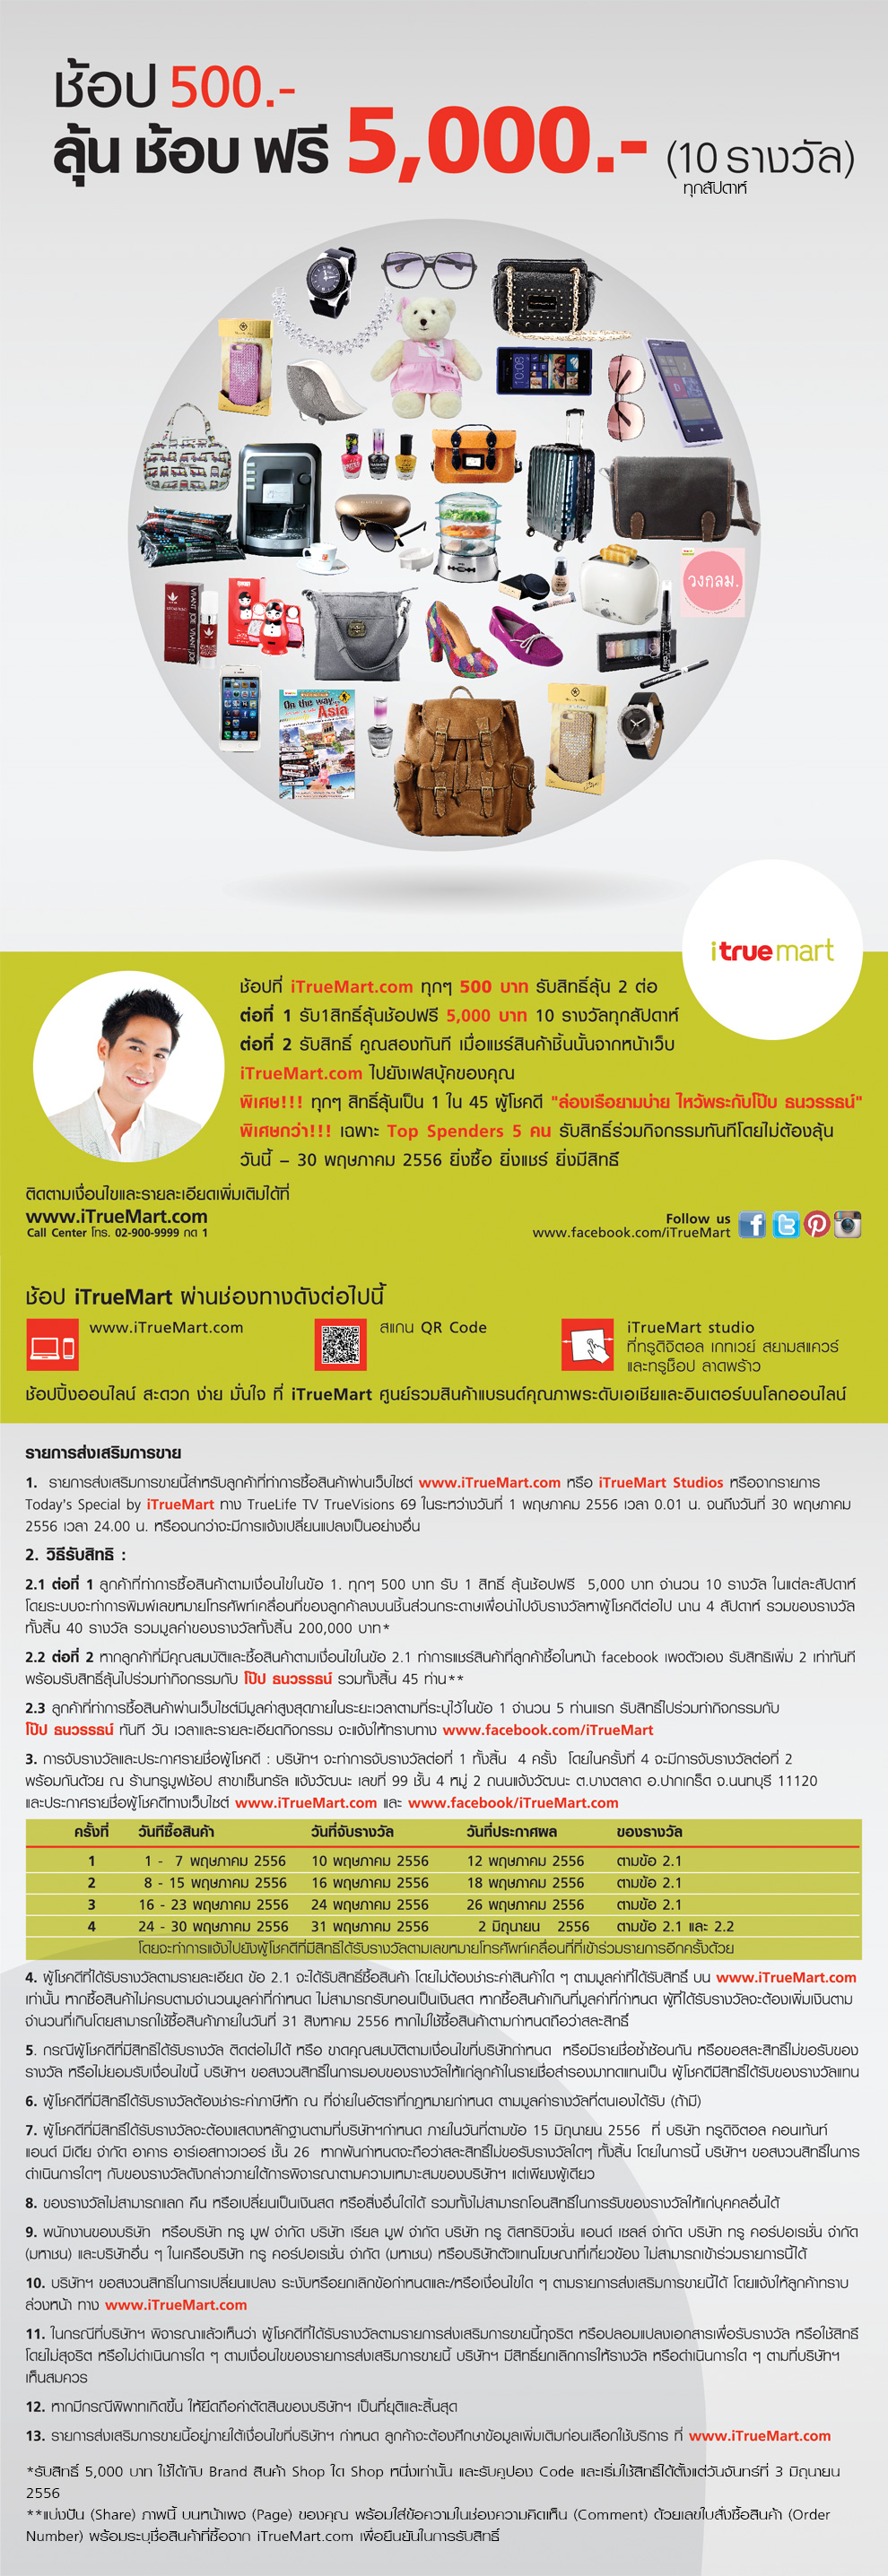 ช้อป 500.-
ลุ้น ช้อบ ฟรี 5,000.- (10 รางวัล)
ทุกสัปดาห์
วงกลม.
On the way...
Asia
itruemart
ช้อปที่ iTrueMart.com ทุกๆ 500 บาท รับสิทธิ์ลุ้น 2 ต่อ
ต่อที่ 1 รับ1สิทธิ์ลุ้นช้อปฟรี 5,000 บาท 10 รางวัลทุกสัปดาห์
ต่อที่ 2 รับสิทธิ์ คูณสองทันที เมื่อแชร์สินค้าชิ้นนั้นจากหน้าเว็บ
iTrueMart.com ไปยังเฟสบุ้คของคุณ
พิเศษ!!! ทุกๆ สิทธิ์ลุ้นเป็น 1 ใน 45 ผู้โชคดี "ล่องเรือยามบ่าย ไหว้พระกับโป๊ป ธนวรรธน์"
พิเศษกว่า!!! เฉพาะ Top Spenders 5 คน รับสิทธิ์ร่วมกิจกรรมทันทีโดยไม่ต้องลุ้น
วันนี้ – 30 พฤษภาคม 2556 ยิ่งซื้อ ยิ่งแชร์ ยิ่งมีสิทธิ์
ติดตามเงื่อนไขและรายละเอียดเพิ่มเติมได้ที่
www.iTrueMart.com
Call Center โทร. 02-900-9999 กด 1
Follow us
www.facebook.com/iTrueMart
ช้อป iTrueMart ผ่านช่องทางดังต่อไปนี้
www.iTrueMart.com
สแกน QR Code
iTrueMart studio
ที่ทรูดิจิตอล เกทเวย์ สยามสแควร์
และทรูช็อป ลาดพร้าว
ช้อปปิ้งออนไลน์ สะดวก ง่าย มั่นใจ ที่ iTrueMart ศูนย์รวมสินค้าแบรนด์คุณภาพระดับเอเชียและอินเตอร์บนโลกออนไลน์
รายการส่งเสริมการขาย
1. รายการส่งเสริมการขายนี้สำหรับลูกค้าที่ทำการซื้อสินค้าผ่านเว็บไซต์ www.iTrueMart.com หรือ iTrueMart Studios หรือจากรายการ
Today's Special by iTrueMart ทาง TrueLife TV TrueVisions 69 ในระหว่างวันที่ 1 พฤษภาคม 2556 เวลา 0.01 น. จนถึงวันที่ 30 พฤษภาคม
2556 เวลา 24.00 น. หรือจนกว่าจะมีการแจ้งเปลี่ยนแปลงเป็นอย่างอื่น
2. วิธีรับสิทธิ :
2.1 ต่อที่ 1 ลูกค้าที่ทำการซื้อสินค้าตามเงื่อนไขในข้อ 1. ทุกๆ 500 บาท รับ 1 สิทธิ์ ลุ้นช้อปฟรี 5,000 บาท จำนวน 10 รางวัล ในแต่ละสัปดาห์
โดยระบบจะทำการพิมพ์เลขหมายโทรศัพท์เคลื่อนที่ของลูกค้าลงบนชิ้นส่วนกระดาษเพื่อนำไปจับรางวัลหาผู้โชคดีต่อไป นาน 4 สัปดาห์ รวมของรางวัล
ทั้งสิ้น 40 รางวัล รวมมูลค่าของรางวัลทั้งสิ้น 200,000 บาท*
2.2 ต่อที่ 2 หากลูกค้าที่มีคุณสมบัติและซื้อสินค้าตามเงื่อนไขในข้อ 2.1 ทำการแชร์สินค้าที่ลูกค้าซื้อในหน้า facebook เพจตัวเอง รับสิทธิเพิ่ม 2 เท่าทันที
พร้อมรับสิทธิ์ลุ้นไปร่วมทำกิจกรรมกับ โป๊ป ธนวรรธน์ รวมทั้งสิ้น 45 ท่าน**
2.3 ลูกค้าที่ทำการซื้อสินค้าผ่านเว็บไซต์มีมูลค่าสูงสุดภายในระยะเวลาตามที่ระบุไว้ในข้อ 1 จำนวน 5 ท่านแรก รับสิทธิ์ไปร่วมทำกิจกรรมกับ
โป๊ป ธนวรรธน์ ทันที วัน เวลาและรายละเอียดกิจกรรม จะแจ้งให้ทราบทาง www.facebook.com/iTrueMart
3. การจับรางวัลและประกาศรายชื่อผู้โชคดี : บริษัทฯ จะทำการจับรางวัลต่อที่ 1 ทั้งสิ้น 4 ครั้ง โดยในครั้งที่ 4 จะมีการจับรางวัลต่อที่ 2
พร้อมกันด้วย ณ ร้านทรูมูฟช้อป สาขาเซ็นทรัล แจ้งวัฒนะ เลขที่ 99 ชั้น 4 หมู่ 2 ถนนแจ้งวัฒนะ ต.บางตลาด อ.ปากเกร็ด จ.นนทบุรี 11120
และประกาศรายชื่อผู้โชคดีทางเว็บไซต์ www.iTrueMart.com และ www.facebook/iTrueMart.com
ครั้งที่ วันที่ซื้อสินค้า วันที่จับรางวัล วันที่ประกาศผล ของรางวัล
1 1 - 7 พฤษภาคม 2556 10 พฤษภาคม 2556 12 พฤษภาคม 2556 ตามข้อ 2.1
2 8 - 15 พฤษภาคม 2556 16 พฤษภาคม 2556 18 พฤษภาคม 2556 ตามข้อ 2.1
3 16 - 23 พฤษภาคม 2556 24 พฤษภาคม 2556 26 พฤษภาคม 2556 ตามข้อ 2.1
4 24 - 30 พฤษภาคม 2556 31 พฤษภาคม 2556 2 มิถุนายน 2556 ตามข้อ 2.1 และ 2.2
โดยจะทำการแจ้งไปยังผู้โชคดีที่มีสิทธิได้รับรางวัลตามเลขหมายโทรศัพท์เคลื่อนที่ที่เข้าร่วมรายการอีกครั้งด้วย
4. ผู้โชคดีที่ได้รับรางวัลตามรายละเอียด ข้อ 2.1 จะได้รับสิทธิ์ซื้อสินค้า โดยไม่ต้องชำระค่าสินค้าใด ๆ ตามมูลค่าที่ได้รับสิทธิ์ บน www.iTrueMart.com
เท่านั้น หากซื้อสินค้าไม่ครบตามจำนวนมูลค่าที่กำหนด ไม่สามารถรับทอนเป็นเงินสด หากซื้อสินค้าเกินที่มูลค่าที่กำหนด ผู้ที่ได้รับรางวัลจะต้องเพิ่มเงินตาม
จำนวนที่เกินโดยสามารถใช้ซื้อสินค้าภายในวันที่ 31 สิงหาคม 2556 หากไม่ใช้ซื้อสินค้าตามกำหนดถือว่าสละสิทธิ์
5. กรณีผู้โชคดีที่มีสิทธิได้รับรางวัล ติดต่อไม่ได้ หรือ ขาดคุณสมบัติตามเงื่อนไขที่บริษัทกำหนด หรือมีรายชื่อซ้ำซ้อนกัน หรือขอสละสิทธิ์ไม่ขอรับของ
รางวัล หรือไม่ยอมรับเงื่อนไขนี้ บริษัทฯ ขอสงวนสิทธิในการมอบของรางวัลให้แก่ลูกค้าในรายชื่อสำรองมาทดแทนเป็น ผู้โชคดีมีสิทธิได้รับของรางวัลแทน
6. ผู้โชคดีที่มีสิทธิได้รับรางวัลต้องชำระค่าภาษีหัก ณ ที่จ่ายในอัตราที่กฎหมายกำหนด ตามมูลค่ารางวัลที่ตนเองได้รับ (ถ้ามี)
7. ผู้โชคดีที่มีสิทธิได้รับรางวัลจะต้องแสดงหลักฐานตามที่บริษัทฯกำหนด ภายในวันที่ตามข้อ 15 มิถุนายน 2556 ที่ บริษัท ทรูดิจิตอล คอนเท้นท์
แอนด์ มีเดีย จำกัด อาคาร อาร์เอสทาวเวอร์ ชั้น 26 หากพ้นกำหนดจะถือว่าสละสิทธิ์ไม่ขอรับรางวัลใดๆ ทั้งสิ้น โดยในการนี้ บริษัทฯ ขอสงวนสิทธิในการ
ดำเนินการใดๆ กับของรางวัลดังกล่าวภายใต้การพิจารณาตามความเหมาะสมของบริษัทฯ แต่เพียงผู้เดียว
8. ของรางวัลไม่สามารถแลก คืน หรือเปลี่ยนเป็นเงินสด หรือสิ่งอื่นใดได้ รวมทั้งไม่สามารถโอนสิทธิในการรับของรางวัลให้แก่บุคคลอื่นได้
9. พนักงานของบริษัท หรือบริษัท ทรู มูฟ จำกัด บริษัท เรียล มูฟ จำกัด บริษัท ทรู ดิสทริบิวชั่น แอนด์ เซลล์ จำกัด บริษัท ทรู คอร์ปอเรชั่น จำกัด
(มหาชน) และบริษัทอื่น ๆ ในเครือบริษัท ทรู คอร์ปอเรชั่น จำกัด (มหาชน) หรือบริษัทตัวแทนโฆษณาที่เกี่ยวข้อง ไม่สามารถเข้าร่วมรายการนี้ได้
10. บริษัทฯ ขอสงวนสิทธิในการเปลี่ยนแปลง ระงับหรือยกเลิกข้อกำหนดและ/หรือเงื่อนไขใด ๆ ตามรายการส่งเสริมการขายนี้ได้ โดยแจ้งให้ลูกค้าทราบ
ล่วงหน้า ทาง www.iTrueMart.com
11. ในกรณีที่บริษัทฯ พิจารณาแล้วเห็นว่า ผู้โชคดีที่ได้รับรางวัลตามรายการส่งเสริมการขายนี้ทุจริต หรือปลอมแปลงเอกสารเพื่อรับรางวัล หรือใช้สิทธิ
โดยไม่สุจริต หรือไม่ดำเนินการใด ๆ ตามเงื่อนไขของรายการส่งเสริมการขายนี้ บริษัทฯ มีสิทธิ์ยกเลิกการให้รางวัล หรือดำเนินการใด ๆ ตามที่บริษัทฯ
เห็นสมควร
12. หากมีกรณีพิพาทเกิดขึ้น ให้ยึดถือคำตัดสินของบริษัทฯ เป็นที่ยุติและสิ้นสุด
13. รายการส่งเสริมการขายนี้อยู่ภายใต้เงื่อนไขที่บริษัทฯ กำหนด ลูกค้าจะต้องศึกษาข้อมูลเพิ่มเติมก่อนเลือกใช้บริการ ที่ www.iTrueMart.com
*รับสิทธิ์ 5,000 บาท ใช้ได้กับ Brand สินค้า Shop ใด Shop หนึ่งเท่านั้น และรับคูปอง Code และเริ่มใช้สิทธิ์ได้ตั้งแต่วันจันทร์ที่ 3 มิถุนายน
2556
**แบ่งปัน (Share) ภาพนี้ บนหน้าเพจ (Page) ของคุณ พร้อมใส่ข้อความในช่องความคิดเห็น (Comment) ด้วยเลขใบสั่งซื้อสินค้า (Order
Number) พร้อมระบุชื่อสินค้าที่ซื้อจาก iTrueMart.com เพื่อยืนยันในการรับสิทธิ์